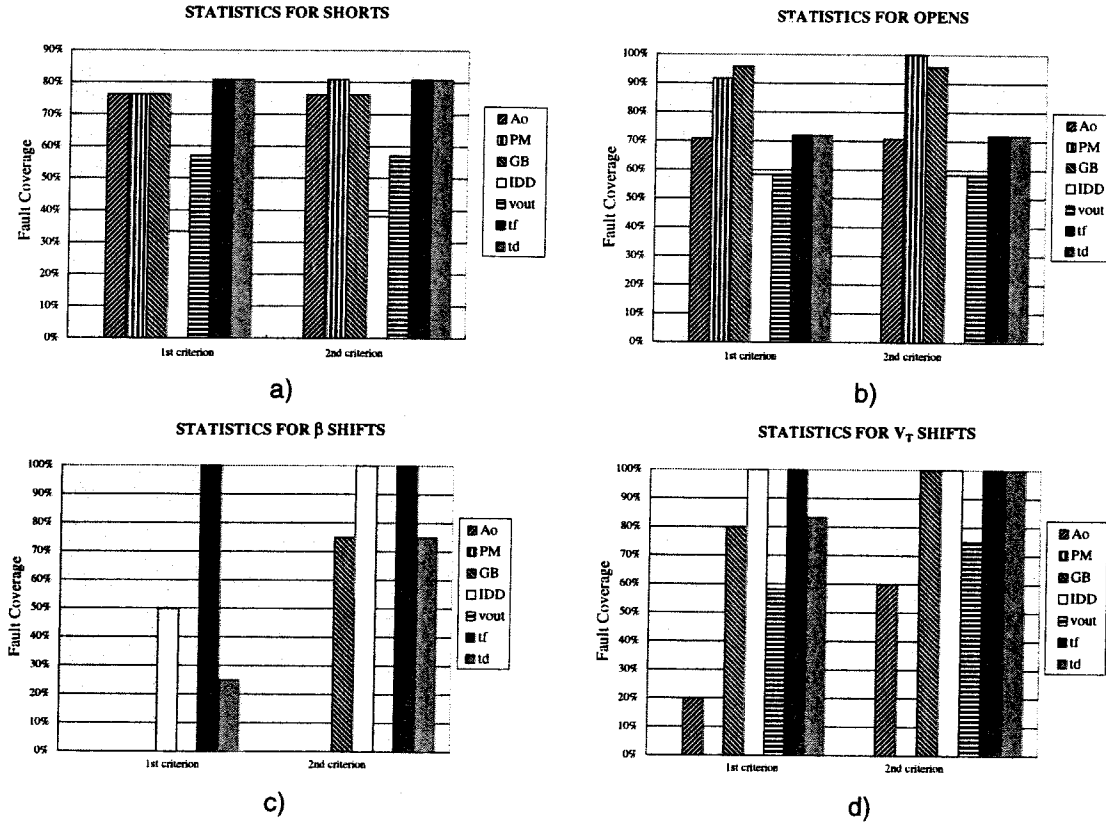 STATISTICS FOR SHORTS
90%
80%
70%
60%
50%
40%
30%
20%
10%
0%
Fault Coverage
1st criterion
2nd criterion
Ao
PM
GB
IDD
vout
tf
td
a)
STATISTICS FOR OPENS
100%
90%
80%
70%
60%
50%
40%
30%
20%
10%
0%
Fault Coverage
1st criterion
2nd criterion
Ao
PM
GB
IDD
vout
tf
td
b)
STATISTICS FOR β SHIFTS
100%
90%
80%
70%
60%
50%
40%
30%
20%
10%
0%
Fault Coverage
1st criterion
2nd criterion
Ao
PM
GB
IDD
vout
tf
td
c)
STATISTICS FOR V_T SHIFTS
100%
90%
80%
70%
60%
50%
40%
30%
20%
10%
0%
Fault Coverage
1st criterion
2nd criterion
Ao
PM
GB
IDD
vout
tf
td
d)